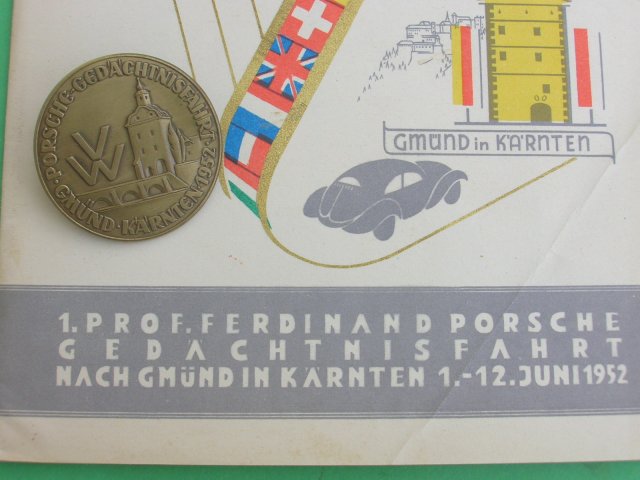 PORSCHE-GEDÄCHTNISFAHRT
VW
GMÜND·KÄRNTEN·1952
GMÜND in KÄRNTEN
1. PROF. FERDINAND PORSCHE
GEDÄCHTNISFAHRT
NACH GMÜND IN KÄRNTEN 1.-12. JUNI 1952